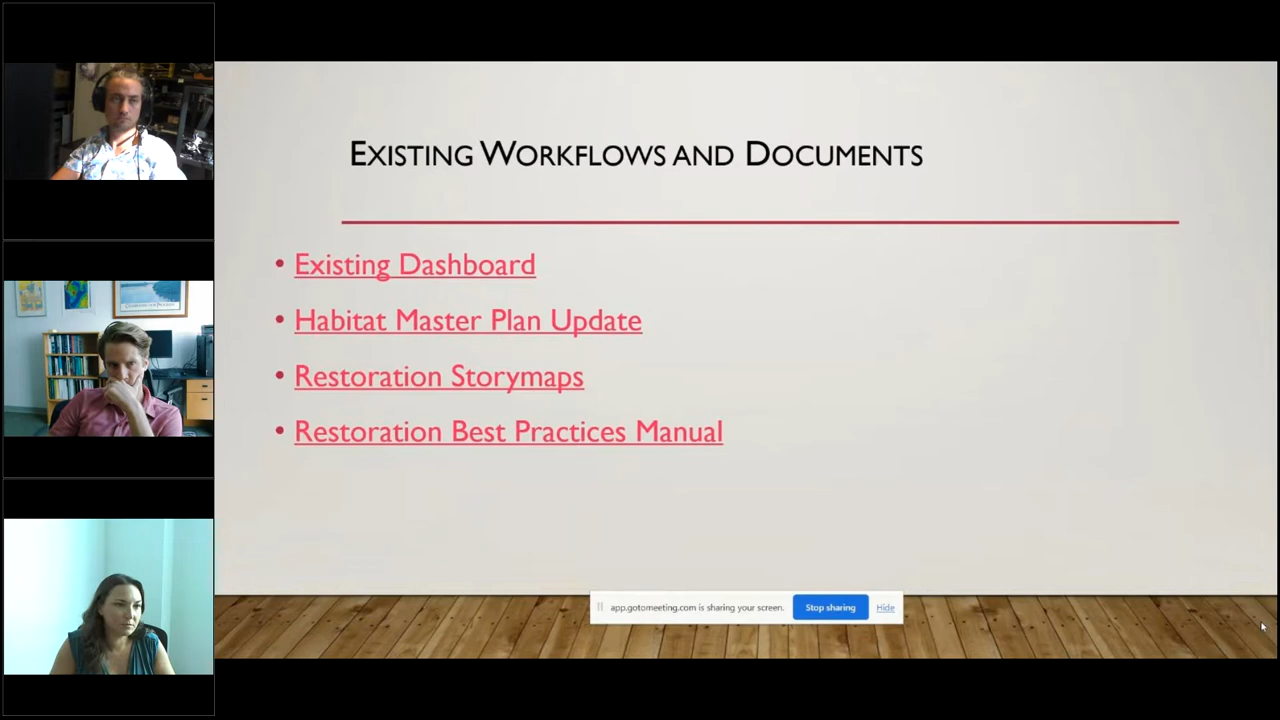 Existing Workflows and Documents
• Existing Dashboard
• Habitat Master Plan Update
• Restoration Storymaps
• Restoration Best Practices Manual
app.gotomeeting.com is sharing your screen. Stop sharing Hide